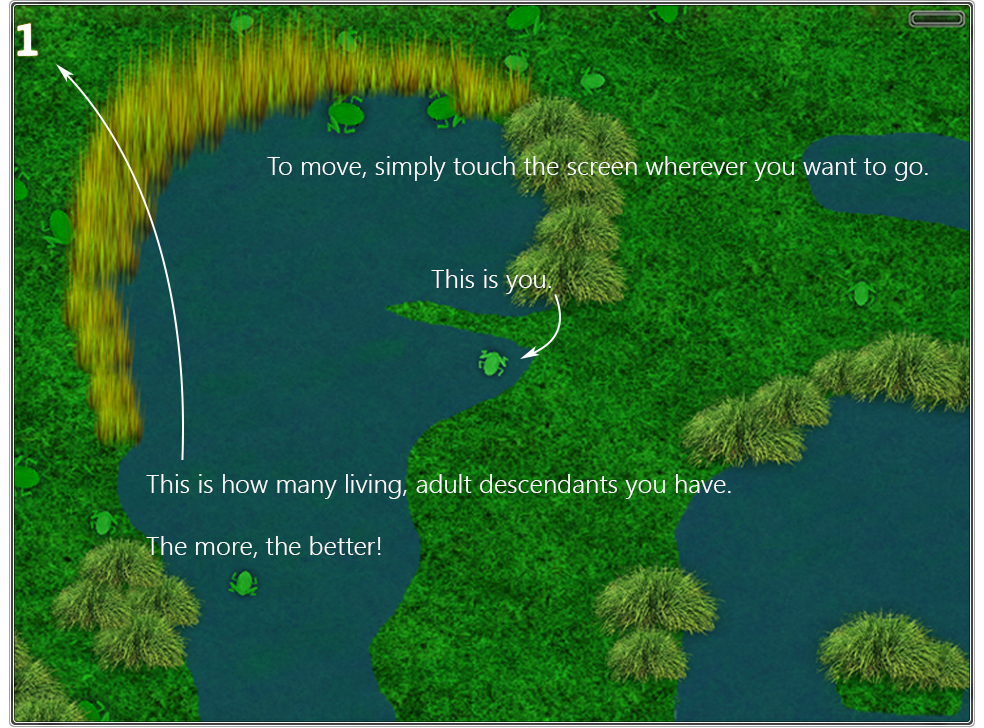 1
To move, simply touch the screen wherever you want to go.
This is you.
This is how many living, adult descendants you have.
The more, the better!